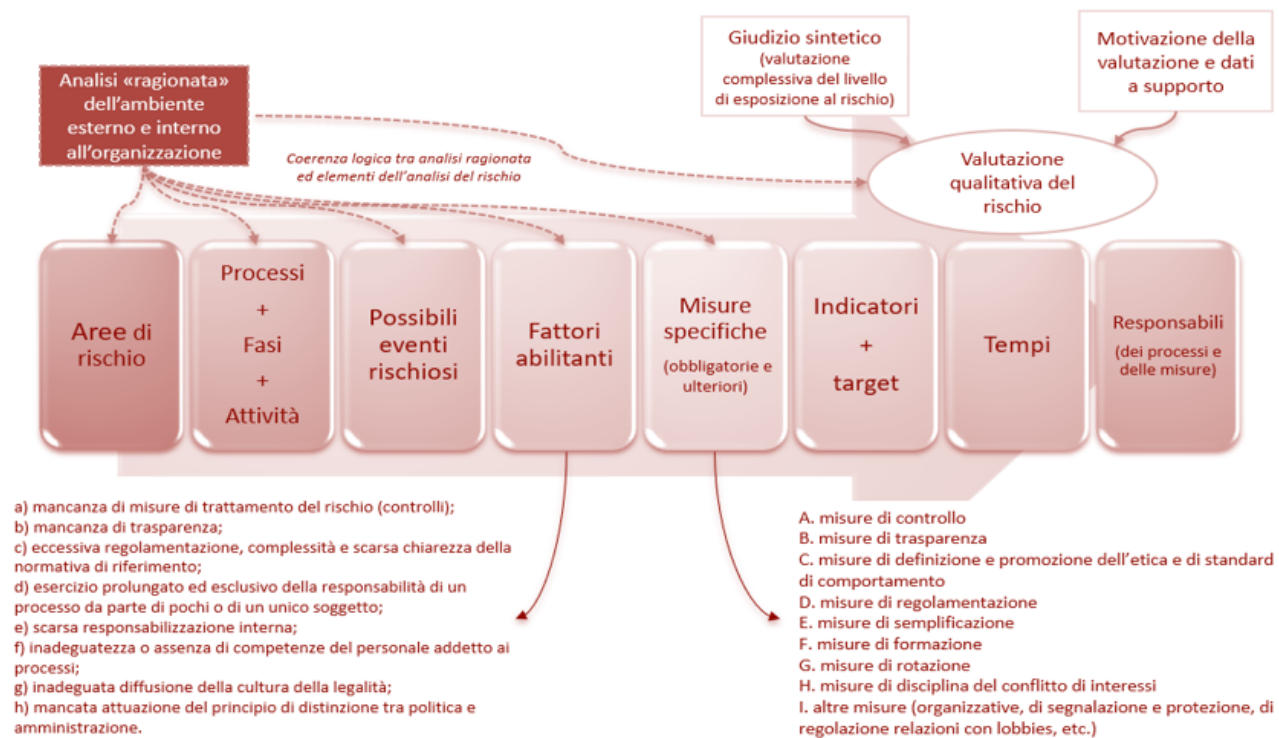 Analisi «ragionata»
dell'ambiente
esterno e interno
all'organizzazione
Giudizio sintetico
(valutazione
complessiva del livello
di esposizione al rischio)
Motivazione della
valutazione e dati
a supporto
Coerenza logica tra analisi ragionata
ed elementi dell'analisi del rischio
Valutazione
qualitativa del
rischio
Aree di
rischio
Processi
+
Fasi
+
Attività
Possibili
eventi
rischiosi
Fattori
abilitanti
Misure
specifiche
(obbligatorie e
ulteriori)
Indicatori
+
target
Tempi
Responsabili
(dei processi e
delle misure)
a) mancanza di misure di trattamento del rischio (controlli);
b) mancanza di trasparenza;
c) eccessiva regolamentazione, complessità e scarsa chiarezza della
normativa di riferimento;
d) esercizio prolungato ed esclusivo della responsabilità di un
processo da parte di pochi o di un unico soggetto;
e) scarsa responsabilizzazione interna;
f) inadeguatezza o assenza di competenze del personale addetto ai
processi;
g) inadeguata diffusione della cultura della legalità;
h) mancata attuazione del principio di distinzione tra politica e
amministrazione.
A. misure di controllo
B. misure di trasparenza
C. misure di definizione e promozione dell'etica e di standard
di comportamento
D. misure di regolamentazione
E. misure di semplificazione
F. misure di formazione
G. misure di rotazione
H. misure di disciplina del conflitto di interessi
I. altre misure (organizzative, di segnalazione e protezione, di
regolazione relazioni con lobbies, etc.)